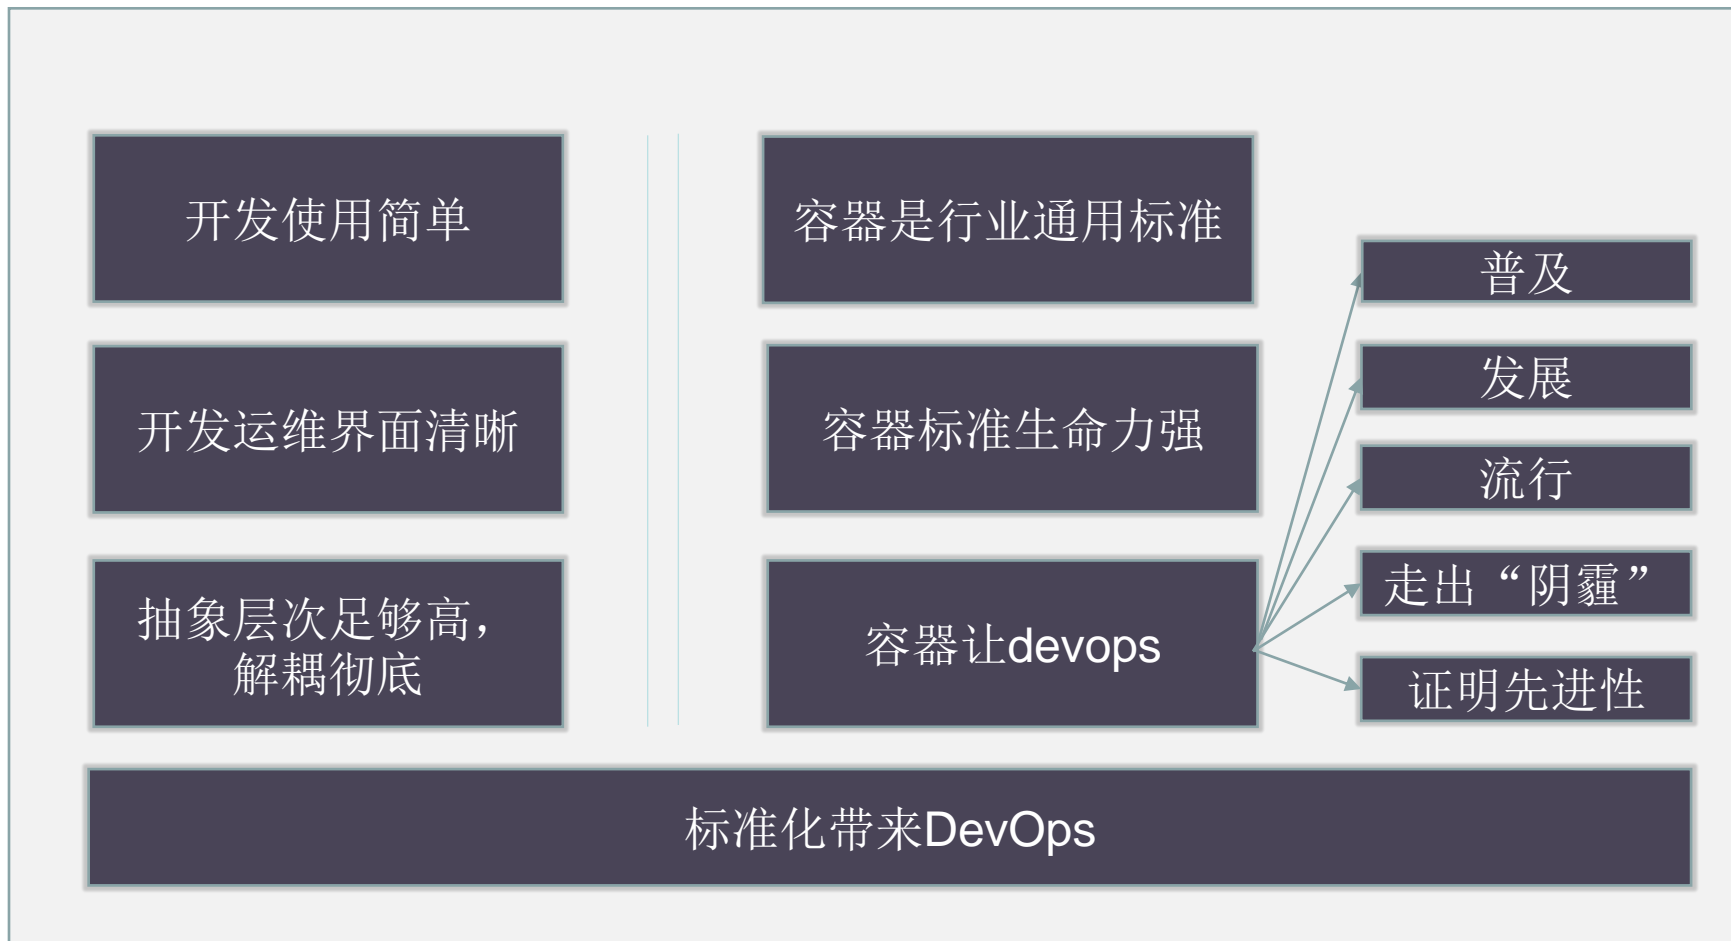 开发使用简单
开发运维界面清晰
抽象层次足够高，
解耦彻底
容器是行业通用标准
容器标准生命力强
容器让devops
普及
发展
流行
走出“阴霾”
证明先进性
标准化带来DevOps